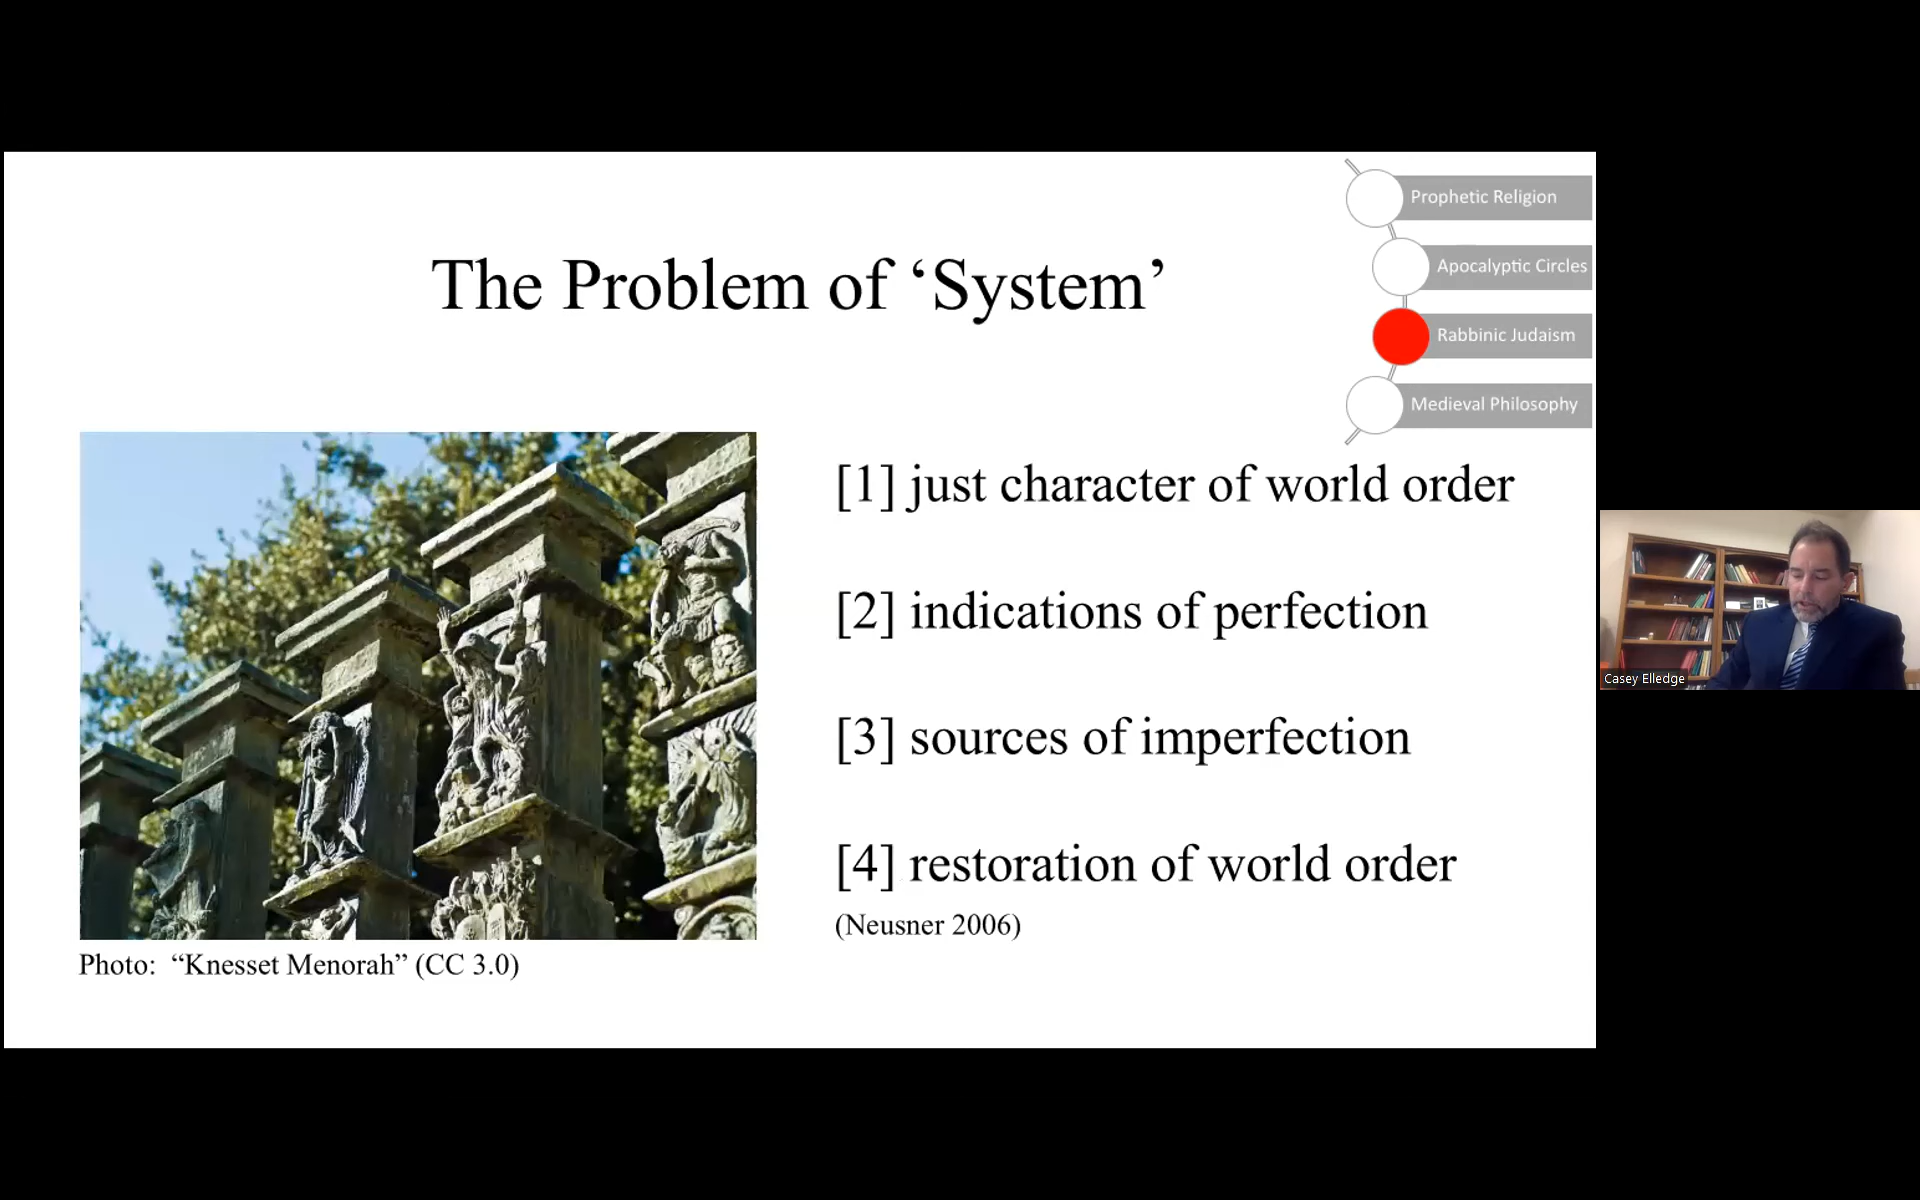 The Problem of ‘System’
Prophetic Religion
Apocalyptic Circles
Rabbinic Judaism
Medieval Philosophy
[1] just character of world order
[2] indications of perfection
[3] sources of imperfection
[4] restoration of world order
(Neusner 2006)
Photo:  “Knesset Menorah” (CC 3.0)
Casey Elledge